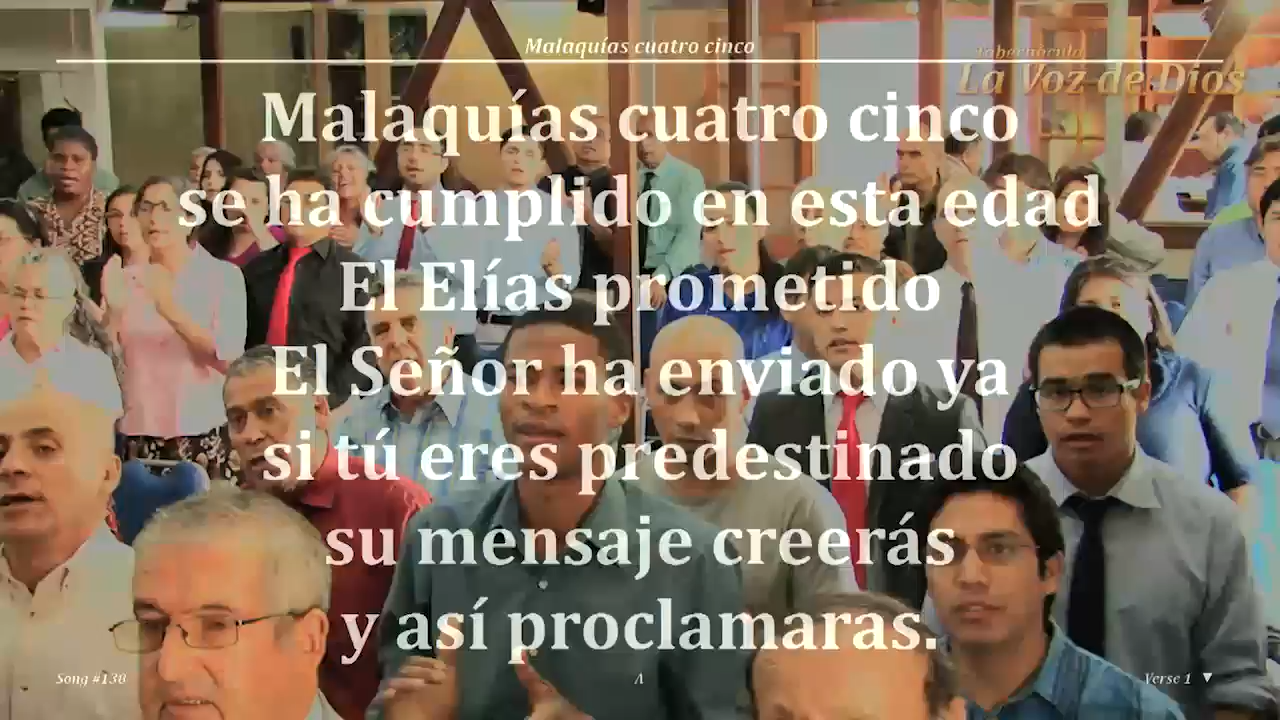 Malaquías cuatro cinco
tabernáculo
La Voz de Dios
Malaquías cuatro cinco
se ha cumplido en esta edad
El Elías prometido
El Señor ha enviado ya
si tú eres predestinado
su mensaje creerás
y así proclamaras.
Song #138
A
Verse 1 ▼